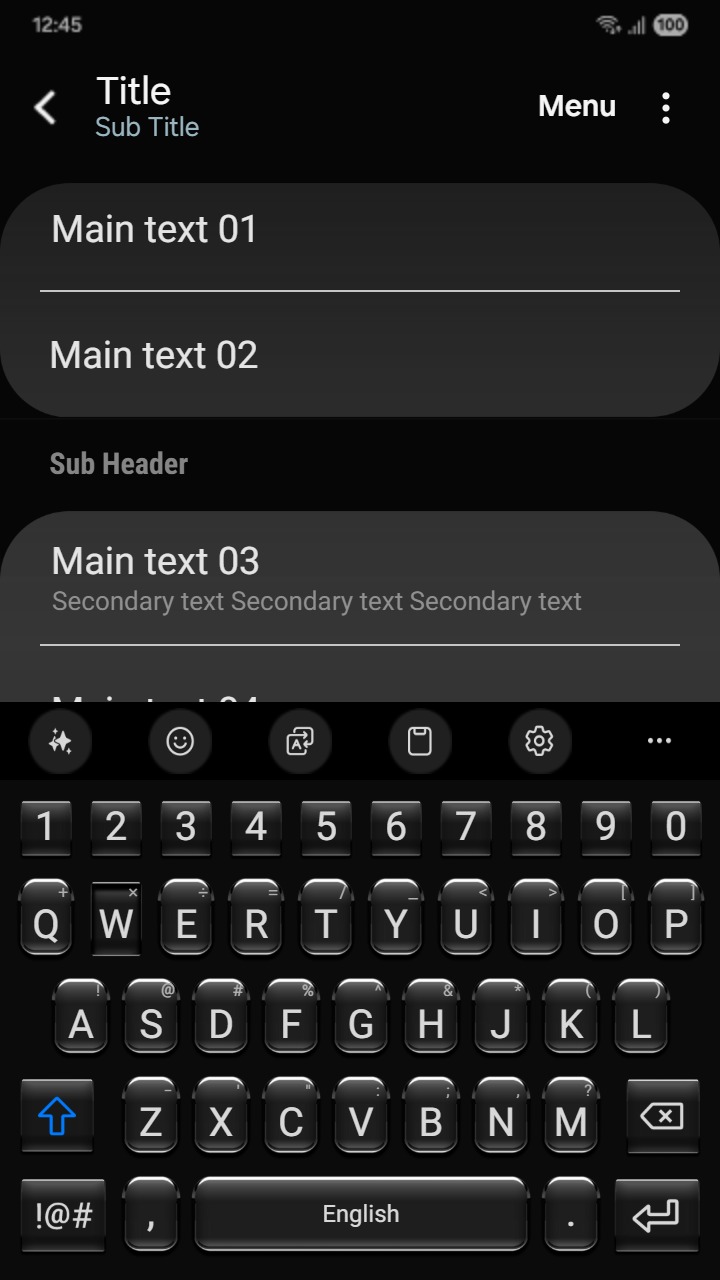 12:45
100
Title
Sub Title
Menu
Main text 01
Main text 02
Sub Header
Main text 03
Secondary text Secondary text Secondary text
1 2 3 4 5 6 7 8 9 0
+ × ÷ = / _ < > [ ]
Q W E R T Y U I O P
! @ # % ^ & * ( )
A S D F G H J K L
- ' " : ; , ?
Z X C V B N M
!@# , English .